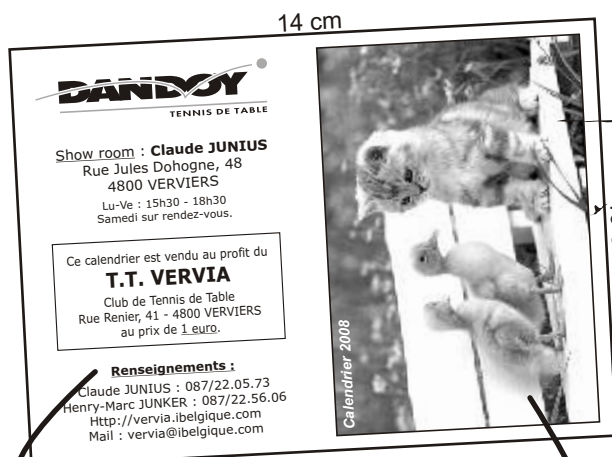 14 cm
DANDOY
TENNIS DE TABLE
Show room : Claude JUNIUS
Rue Jules Dohogne, 48
4800 VERVIERS
Lu-Ve : 15h30 - 18h30
Samedi sur rendez-vous.
Ce calendrier est vendu au profit du
T.T. VERVIA
Club de Tennis de Table
Rue Renier, 41 - 4800 VERVIERS
au prix de 1 euro.
Renseignements :
Claude JUNIUS : 087/22.05.73
Henry-Marc JUNKER : 087/22.56.06
Http://vervia.ibelgique.com
Mail : vervia@ibelgique.com
Calendrier 2008